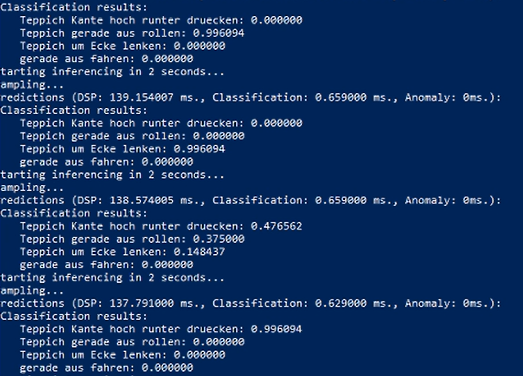 Classification results:
Teppich Kante hoch runter druecken: 0.000000
Teppich gerade aus rollen: 0.996094
Teppich um Ecke lenken: 0.000000
gerade aus fahren: 0.000000
tarting inferencing in 2 seconds...
ampling...
redictions (DSP: 139.154007 ms., Classification: 0.659000 ms., Anomaly: 0ms.):
Classification results:
Teppich Kante hoch runter druecken: 0.000000
Teppich gerade aus rollen: 0.000000
Teppich um Ecke lenken: 0.996094
gerade aus fahren: 0.000000
tarting inferencing in 2 seconds...
ampling...
redictions (DSP: 138.574005 ms., Classification: 0.659000 ms., Anomaly: 0ms.):
Classification results:
Teppich Kante hoch runter druecken: 0.476562
Teppich gerade aus rollen: 0.375000
Teppich um Ecke lenken: 0.148437
gerade aus fahren: 0.000000
tarting inferencing in 2 seconds...
ampling...
redictions (DSP: 137.791000 ms., Classification: 0.629000 ms., Anomaly: 0ms.):
Classification results:
Teppich Kante hoch runter druecken: 0.996094
Teppich gerade aus rollen: 0.000000
Teppich um Ecke lenken: 0.000000
gerade aus fahren: 0.000000